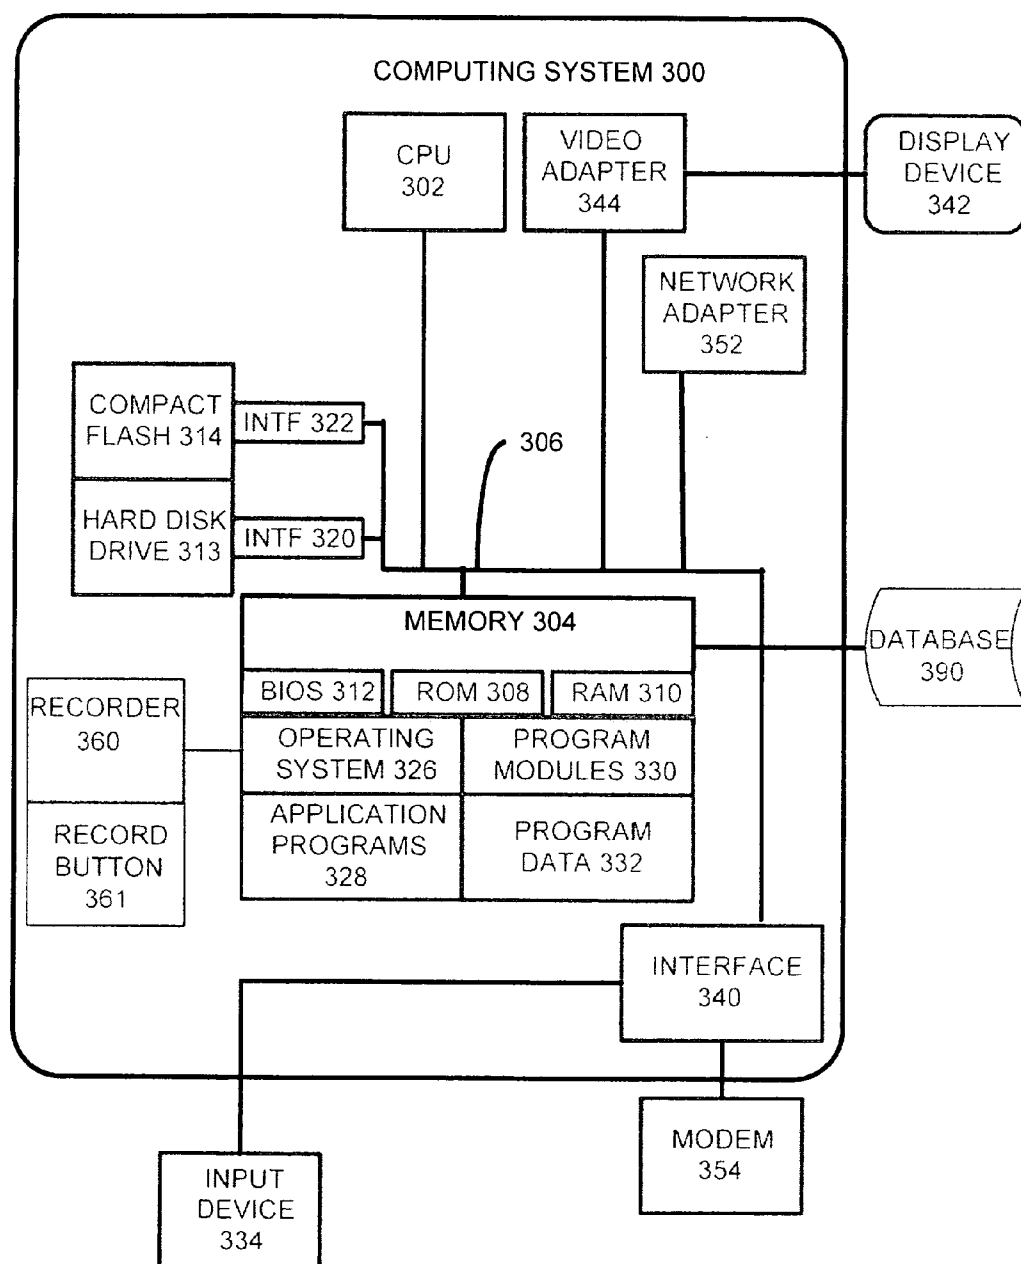 COMPUTING SYSTEM 300
CPU
302
VIDEO
ADAPTER
344
DISPLAY
DEVICE
342
NETWORK
ADAPTER
352
COMPACT
FLASH 314
INTF 322
306
HARD DISK
DRIVE 313
INTF 320
MEMORY 304
DATABASE
390
BIOS 312
ROM 308
RAM 310
RECORDER
360
OPERATING
SYSTEM 326
PROGRAM
MODULES 330
RECORD
BUTTON
361
APPLICATION
PROGRAMS
328
PROGRAM
DATA 332
INTERFACE
340
MODEM
354
INPUT
DEVICE
334